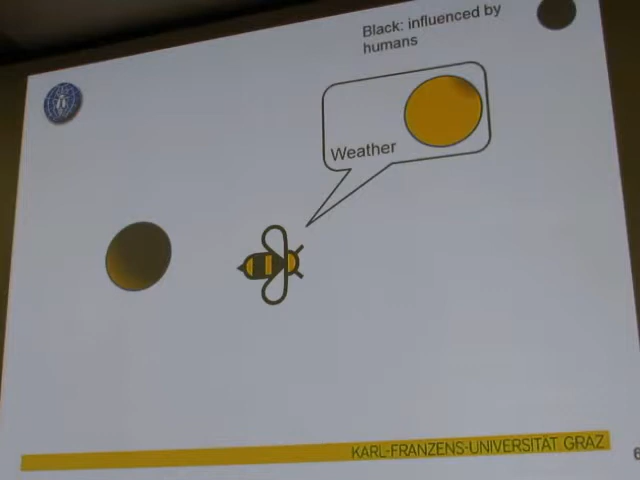 Black: influenced by
humans
Weather
KARL-FRANZENS-UNIVERSITÄT GRAZ
6